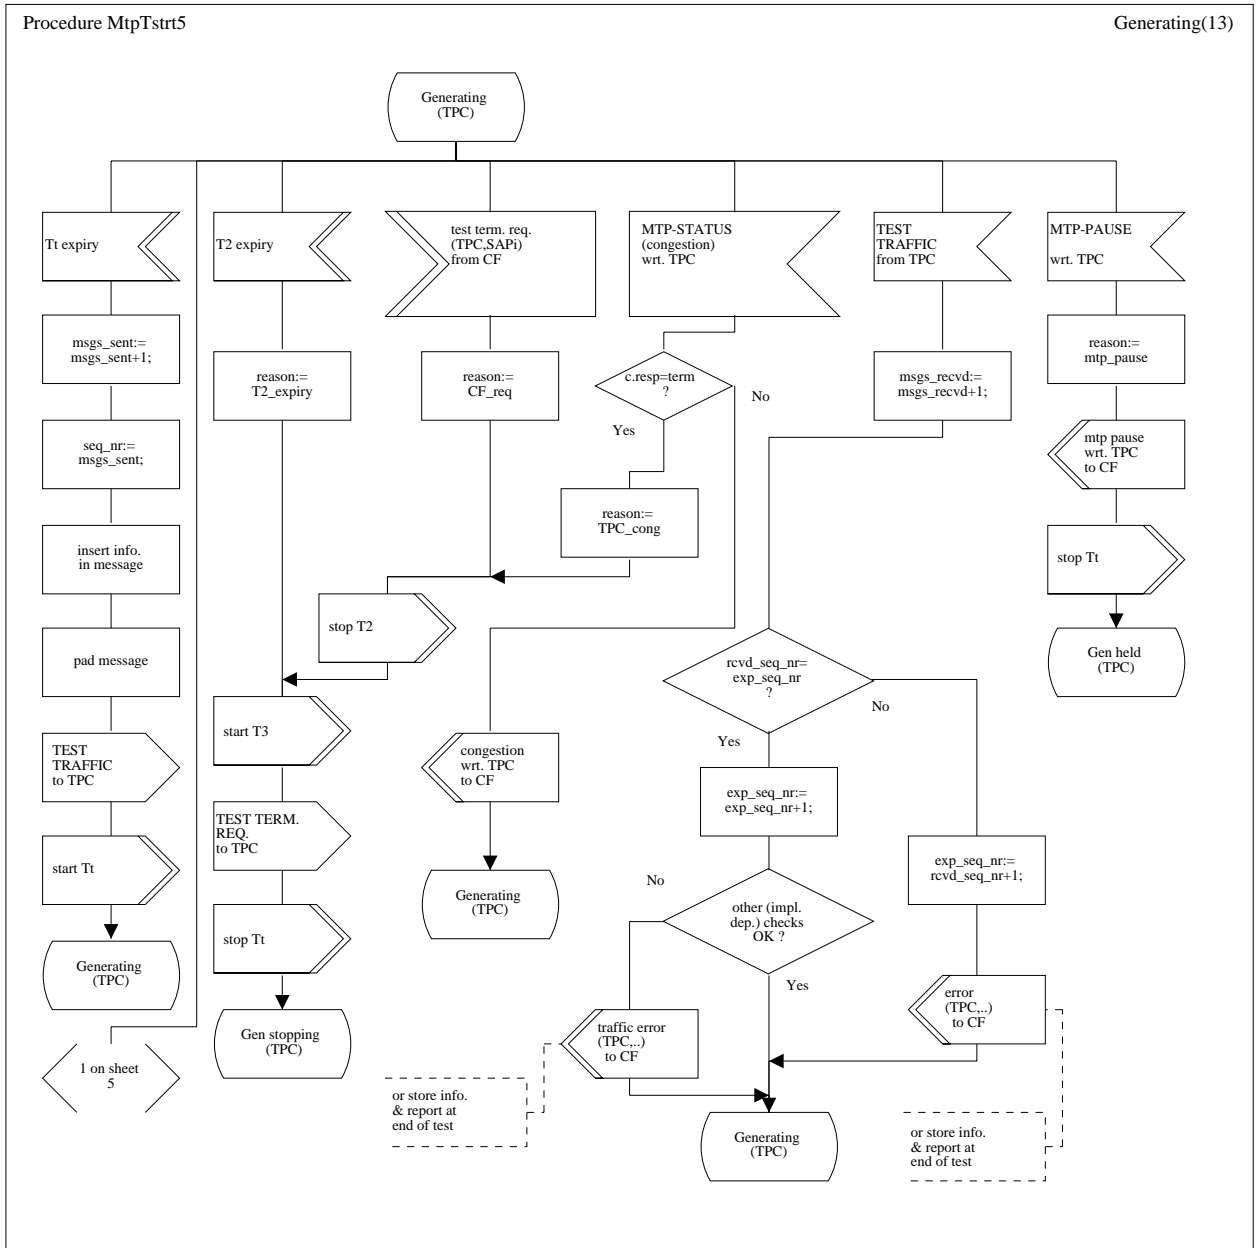 Procedure MtpTstrt5
Generating(13)
Generating
(TPC)
Tt expiry
T2 expiry
test term. req.
(TPC,SAPi)
from CF
MTP-STATUS
(congestion)
wrt. TPC
TEST
TRAFFIC
from TPC
MTP-PAUSE
wrt. TPC
msgs_sent:=
msgs_sent+1;
reason:=
T2_expiry
reason:=
CF_req
c.resp=term
?
No
Yes
msgs_recvd:=
msgs_recvd+1;
reason:=
mtp_pause
seq_nr:=
msgs_sent;
mtp pause
wrt. TPC
to CF
reason:=
TPC_cong
insert info.
in message
stop Tt
stop T2
pad message
rcvd_seq_nr=
exp_seq_nr
?
No
Yes
Gen held
(TPC)
start T3
TEST
TRAFFIC
to TPC
congestion
wrt. TPC
to CF
exp_seq_nr:=
exp_seq_nr+1;
TEST TERM.
REQ.
to TPC
start Tt
exp_seq_nr:=
rcvd_seq_nr+1;
Generating
(TPC)
No
other (impl.
dep.) checks
OK ?
Yes
stop Tt
Generating
(TPC)
error
(TPC,..)
to CF
Gen stopping
(TPC)
traffic error
(TPC,..)
to CF
1 on sheet
5
or store info.
& report at
end of test
Generating
(TPC)
or store info.
& report at
end of test